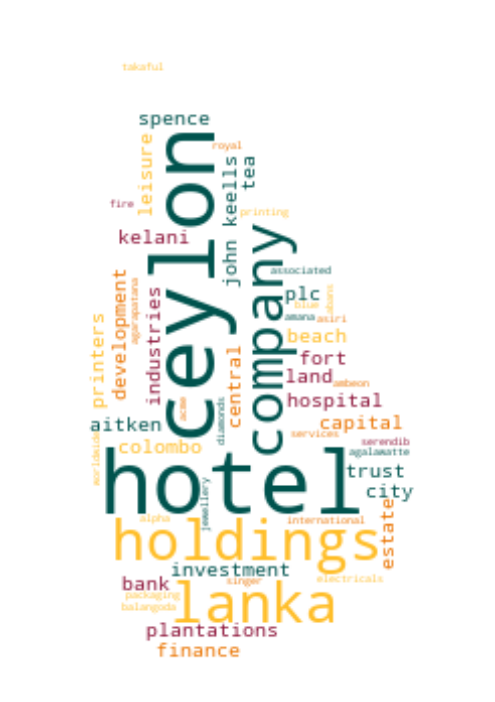 takaful
spence
ceylon
royal
leisure
john keells
tea
fire
printing
kelani
company
associated
development
agarapatana
industries
plc
abans
blue
amana
asiri
printers
beach
central
fort
land
ambeon
acme
diamonds
hospital
aitken
capital
services
worldwide
colombo
serendib
agalawatte
hotel
trust
city
jewellery
alpha
international
estate
holdings
investment
bank
singer
electricals
packaging
lanka
balangoda
plantations
finance